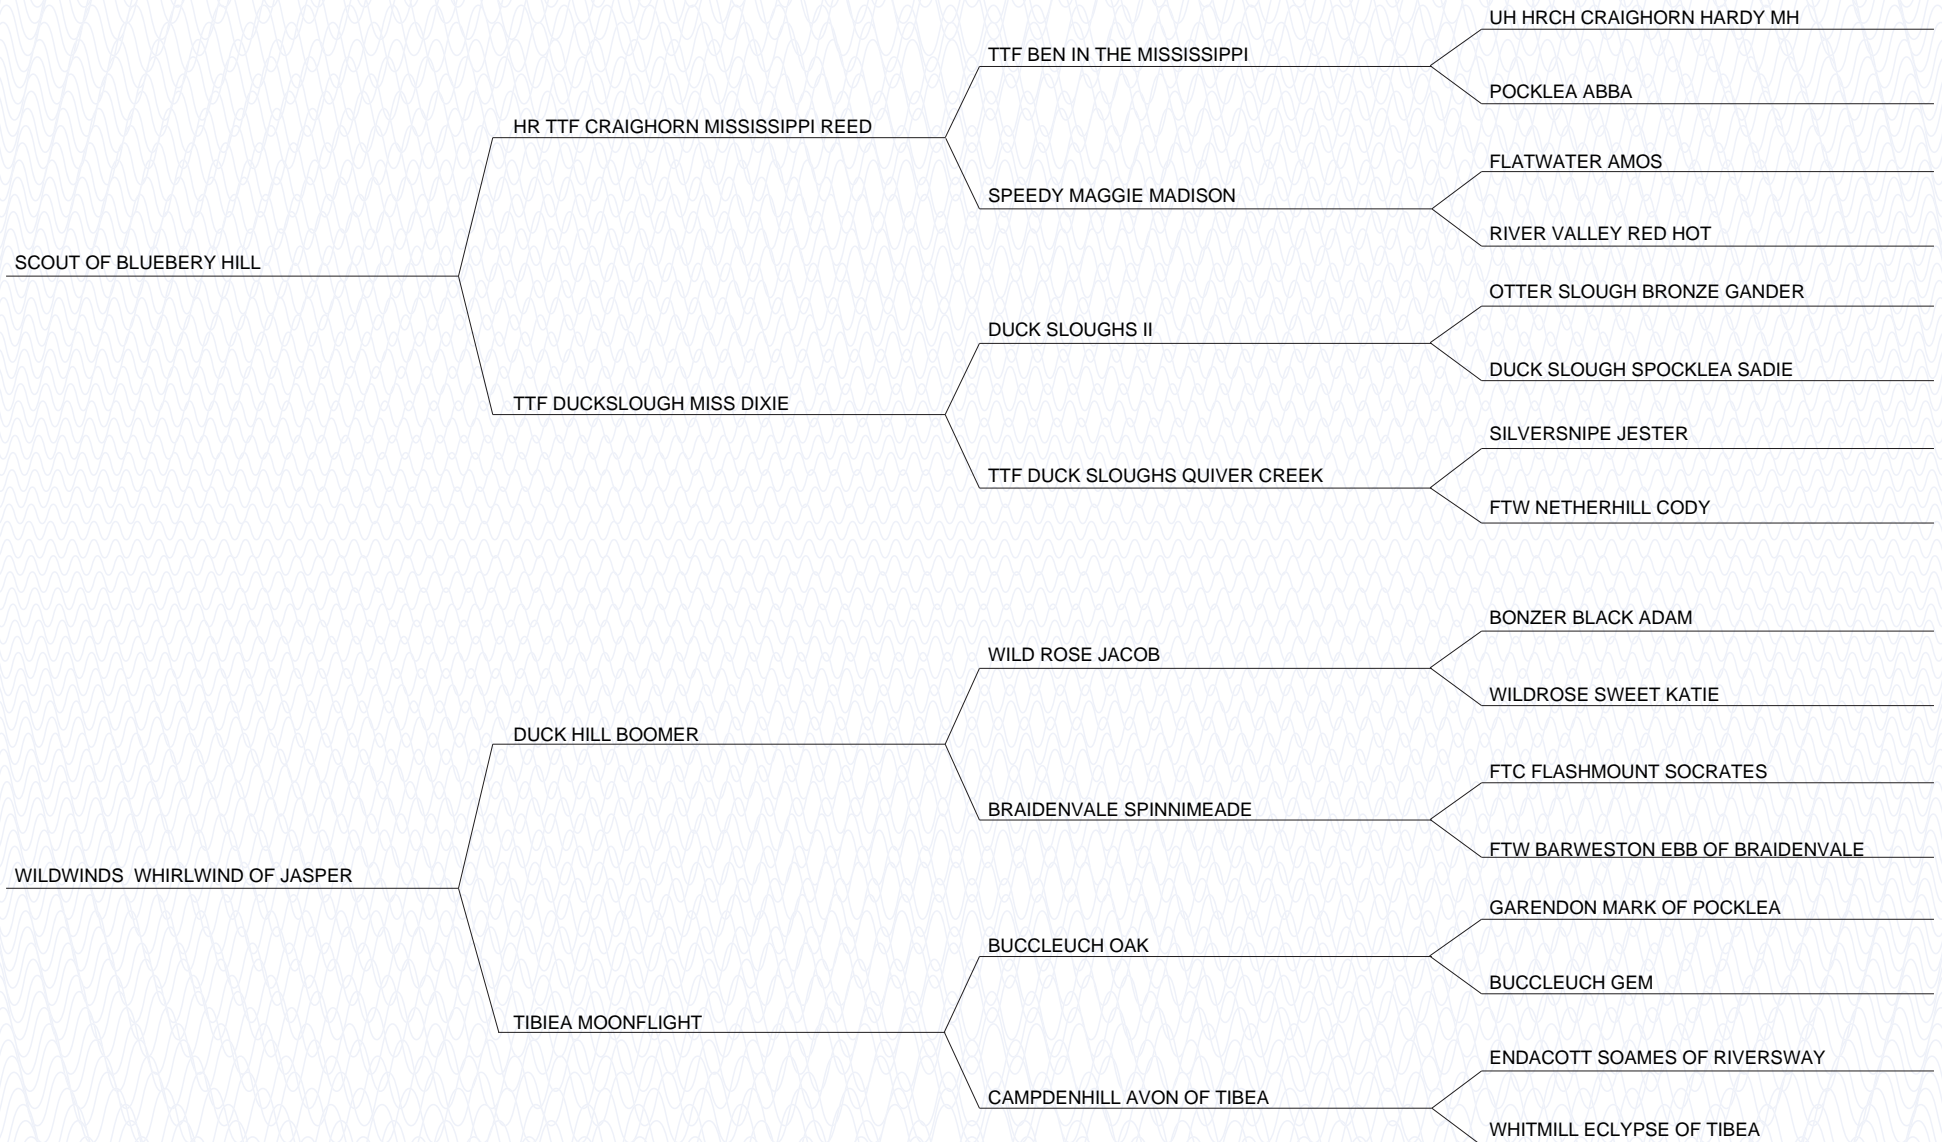 UH HRCH CRAIGHORN HARDY MH
TTF BEN IN THE MISSISSIPPI
POCKLEA ABBA
HR TTF CRAIGHORN MISSISSIPPI REED
FLATWATER AMOS
SPEEDY MAGGIE MADISON
RIVER VALLEY RED HOT
SCOUT OF BLUEBERY HILL
OTTER SLOUGH BRONZE GANDER
DUCK SLOUGHS II
DUCK SLOUGH SPOCKLEA SADIE
TTF DUCKSLOUGH MISS DIXIE
SILVERSNIPE JESTER
TTF DUCK SLOUGHS QUIVER CREEK
FTW NETHERHILL CODY
BONZER BLACK ADAM
WILD ROSE JACOB
WILDROSE SWEET KATIE
DUCK HILL BOOMER
FTC FLASHMOUNT SOCRATES
BRAIDENVALE SPINNIMEADE
FTW BARWESTON EBB OF BRAIDENVALE
WILDWINDS  WHIRLWIND OF JASPER
GARENDON MARK OF POCKLEA
BUCCLEUCH OAK
BUCCLEUCH GEM
TIBIEA MOONFLIGHT
ENDACOTT SOAMES OF RIVERSWAY
CAMPDENHILL AVON OF TIBEA
WHITMILL ECLYPSE OF TIBEA